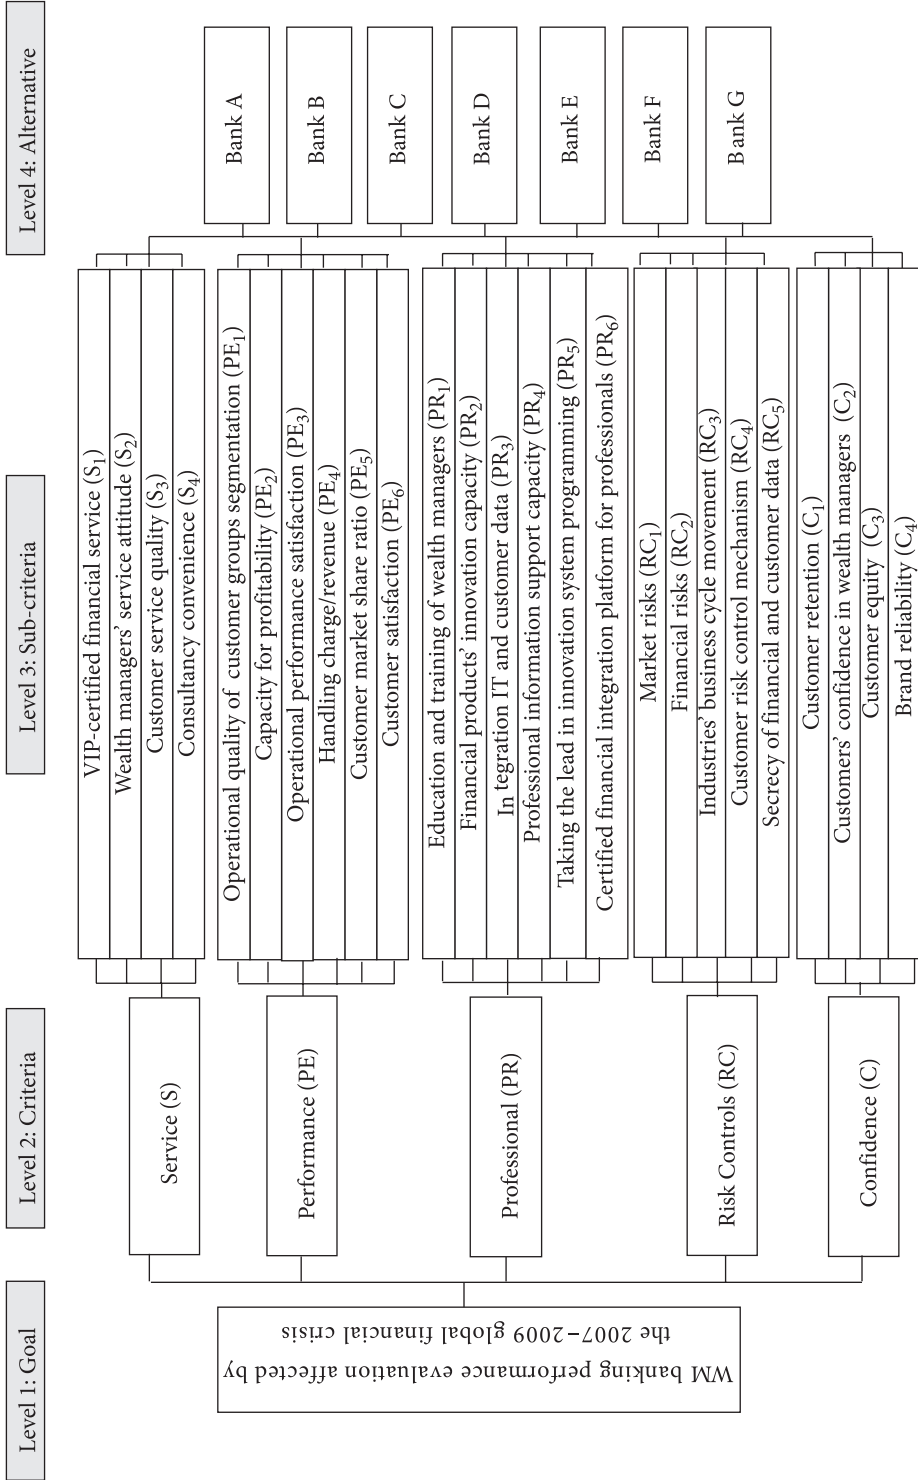 Level 1: Goal
Level 2: Criteria
Level 3: Sub-criteria
Level 4: Alternative
WM banking performance evaluation affected by
the 2007–2009 global financial crisis
Service (S)
Performance (PE)
Professional (PR)
Risk Controls (RC)
Confidence (C)
VIP-certified financial service (S1)
Wealth managers' service attitude (S2)
Customer service quality (S3)
Consultancy convenience (S4)
Operational quality of customer groups segmentation (PE1)
Capacity for profitability (PE2)
Operational performance satisfaction (PE3)
Handling charge/revenue (PE4)
Customer market share ratio (PE5)
Customer satisfaction (PE6)
Education and training of wealth managers (PR1)
Financial products' innovation capacity (PR2)
In tegration IT and customer data (PR3)
Professional information support capacity (PR4)
Taking the lead in innovation system programming (PR5)
Certified financial integration platform for professionals (PR6)
Market risks (RC1)
Financial risks (RC2)
Industries' business cycle movement (RC3)
Customer risk control mechanism (RC4)
Secrecy of financial and customer data (RC5)
Customer retention (C1)
Customers' confidence in wealth managers (C2)
Customer equity (C3)
Brand reliability (C4)
Bank A
Bank B
Bank C
Bank D
Bank E
Bank F
Bank G